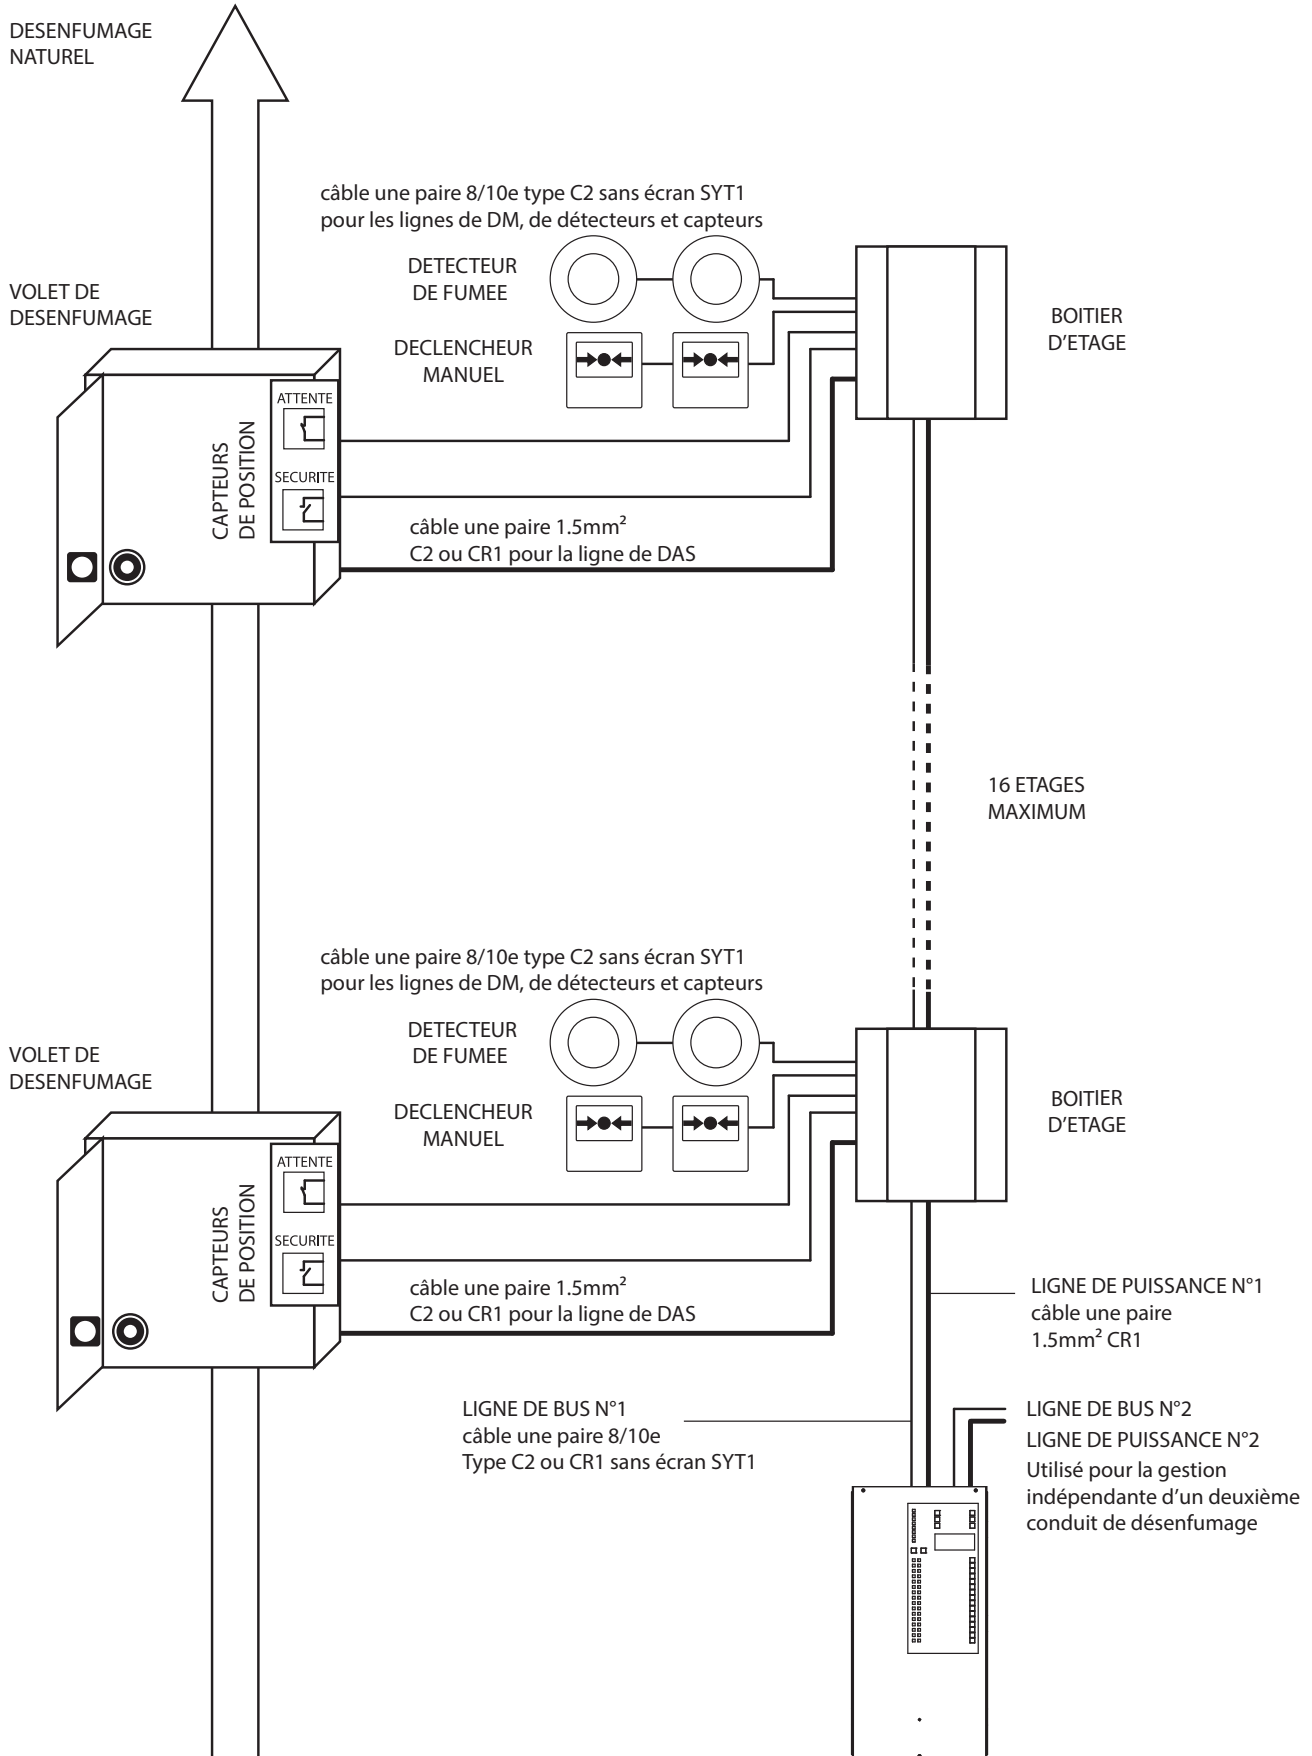 DESENFUMAGE
NATUREL
câble une paire 8/10e type C2 sans écran SYT1
pour les lignes de DM, de détecteurs et capteurs
DETECTEUR
DE FUMEE
VOLET DE
DESENFUMAGE
BOITIER
D'ETAGE
DECLENCHEUR
MANUEL
ATTENTE
CAPTEURS
DE POSITION
SECURITE
câble une paire 1.5mm²
C2 ou CR1 pour la ligne de DAS
16 ETAGES
MAXIMUM
câble une paire 8/10e type C2 sans écran SYT1
pour les lignes de DM, de détecteurs et capteurs
DETECTEUR
DE FUMEE
VOLET DE
DESENFUMAGE
DECLENCHEUR
MANUEL
BOITIER
D'ETAGE
ATTENTE
CAPTEURS
DE POSITION
SECURITE
câble une paire 1.5mm²
C2 ou CR1 pour la ligne de DAS
LIGNE DE PUISSANCE N°1
câble une paire
1.5mm² CR1
LIGNE DE BUS N°1
câble une paire 8/10e
Type C2 ou CR1 sans écran SYT1
LIGNE DE BUS N°2
LIGNE DE PUISSANCE N°2
Utilisé pour la gestion
indépendante d'un deuxième
conduit de désenfumage